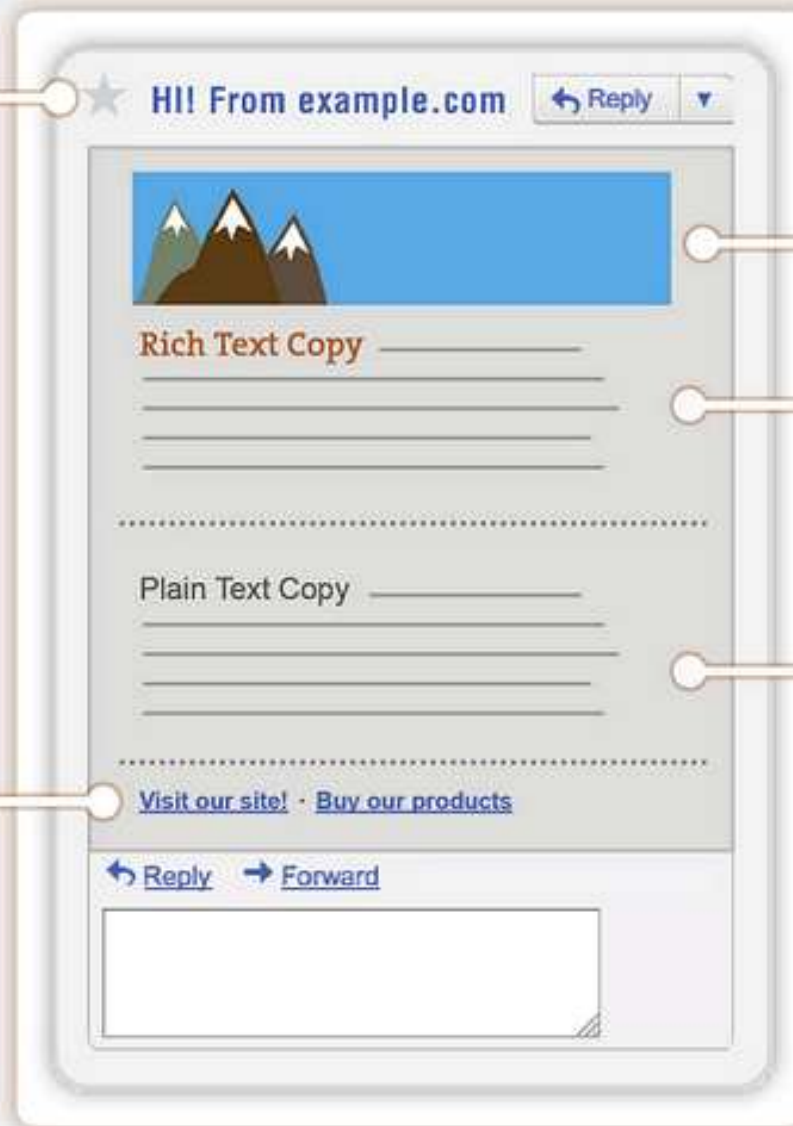 HI! From example.com Reply
Rich Text Copy
Plain Text Copy
Visit our site! · Buy our products
Reply Forward